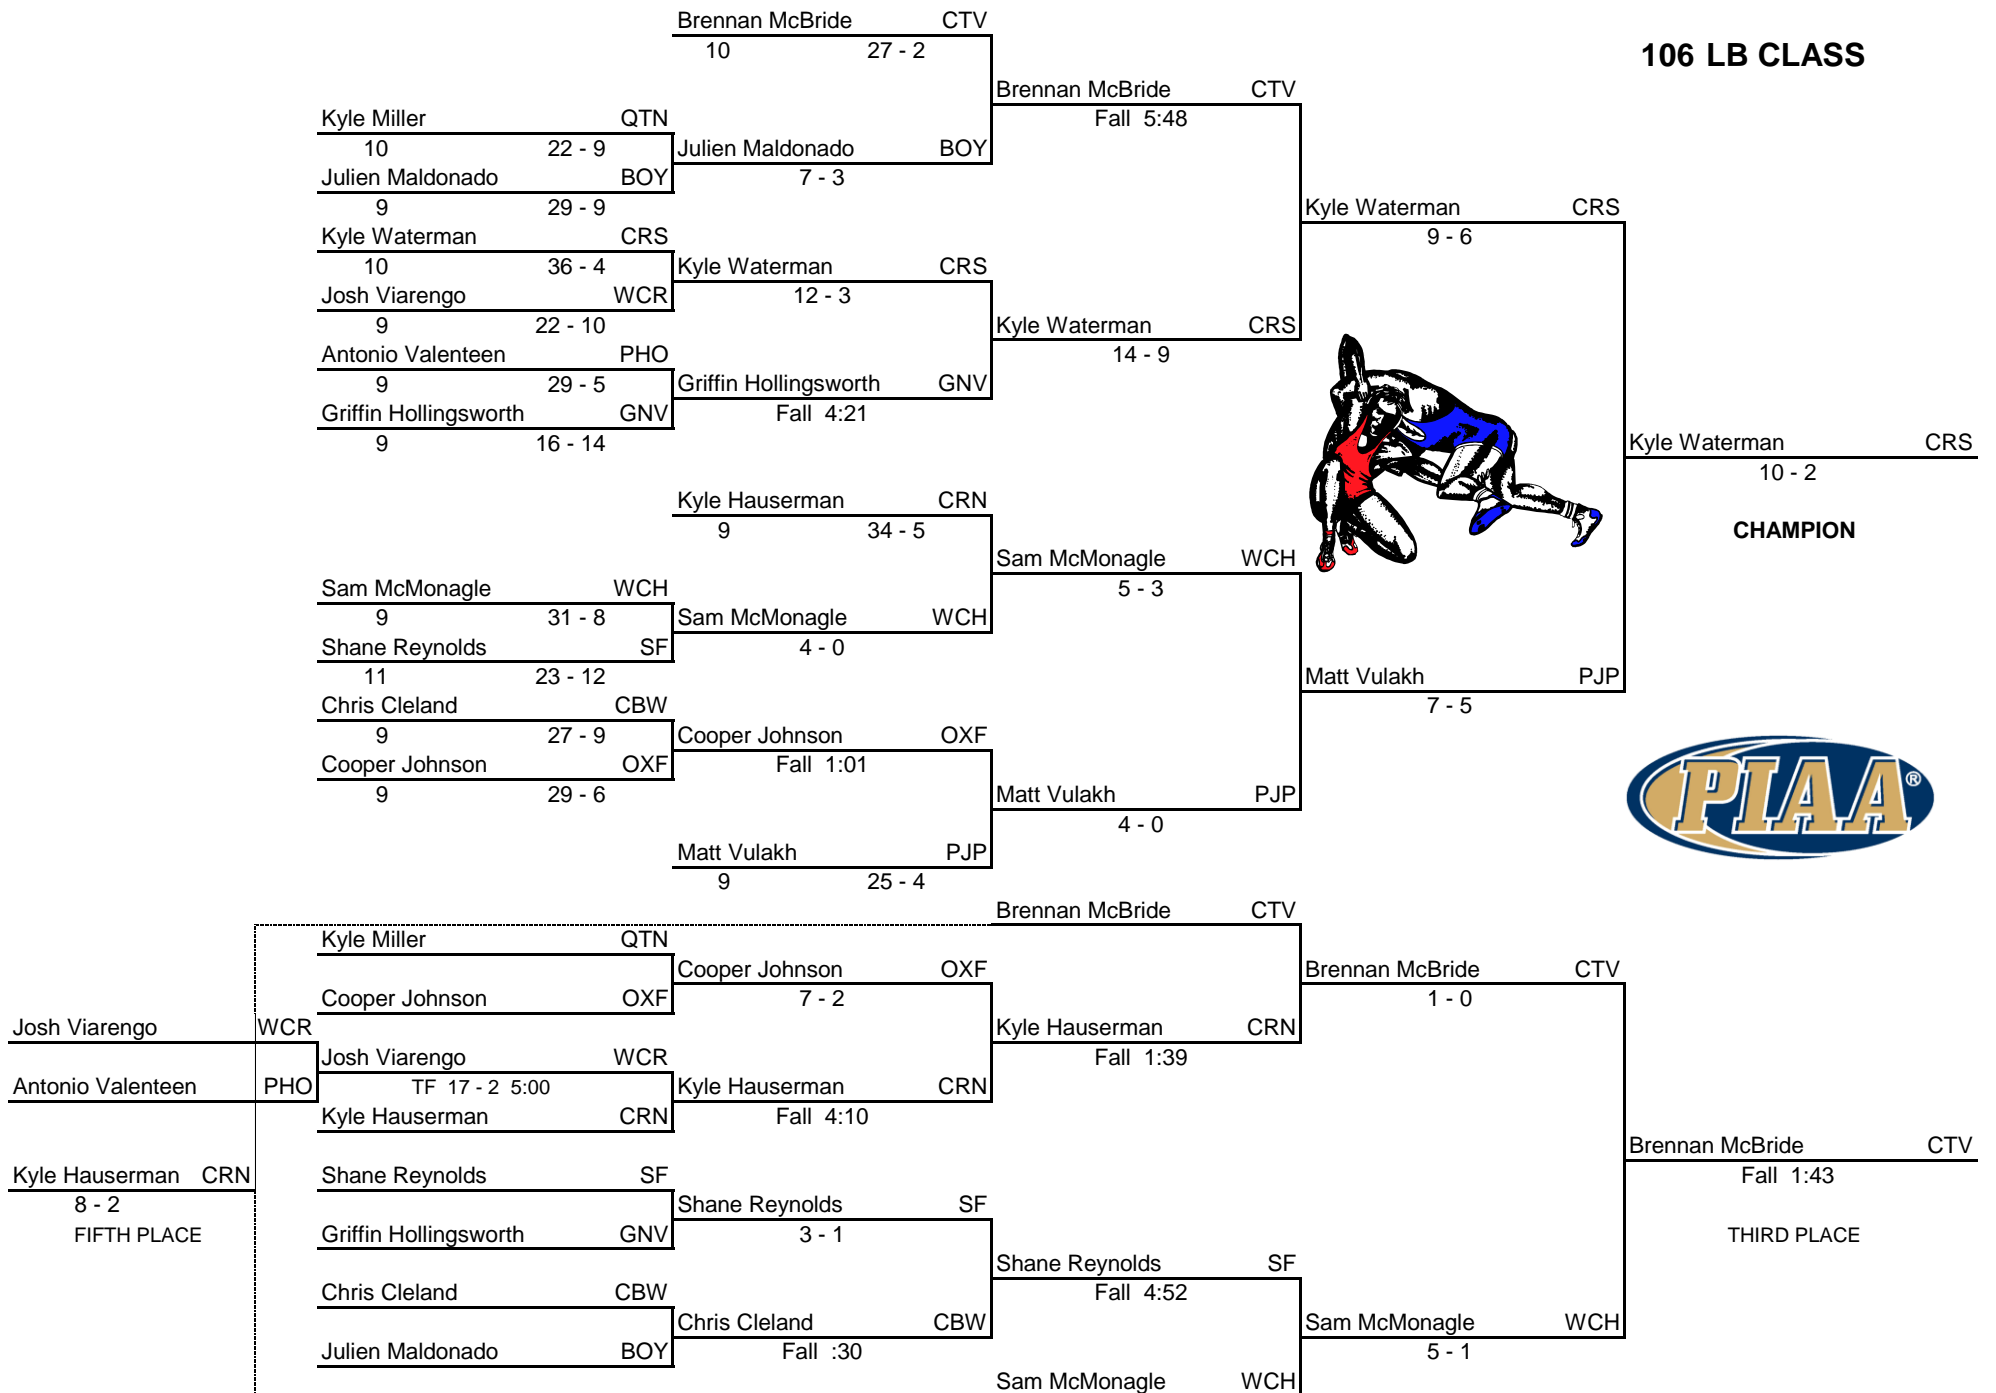 Brennan McBride CTV
10 27 - 2
106 LB CLASS
Brennan McBride CTV
Fall 5:48
Kyle Miller QTN
10 22 - 9
Julien Maldonado BOY
7 - 3
Julien Maldonado BOY
9 29 - 9
Kyle Waterman CRS
9 - 6
Kyle Waterman CRS
10 36 - 4
Kyle Waterman CRS
12 - 3
Josh Viarengo WCR
9 22 - 10
Kyle Waterman CRS
14 - 9
Antonio Valenteen PHO
9 29 - 5
Griffin Hollingsworth GNV
Fall 4:21
Griffin Hollingsworth GNV
9 16 - 14
Kyle Waterman CRS
10 - 2
CHAMPION
Kyle Hauserman CRN
9 34 - 5
Sam McMonagle WCH
5 - 3
Sam McMonagle WCH
9 31 - 8
Sam McMonagle WCH
4 - 0
Shane Reynolds SF
11 23 - 12
Matt Vulakh PJP
7 - 5
Chris Cleland CBW
9 27 - 9
Cooper Johnson OXF
Fall 1:01
Cooper Johnson OXF
9 29 - 6
Matt Vulakh PJP
4 - 0
PIAA®
Matt Vulakh PJP
9 25 - 4
Brennan McBride CTV
Kyle Miller QTN
Cooper Johnson OXF
7 - 2
Brennan McBride CTV
1 - 0
Cooper Johnson OXF
Josh Viarengo WCR
Kyle Hauserman CRN
Fall 1:39
Josh Viarengo WCR
TF 17 - 2 5:00
Antonio Valenteen PHO
Kyle Hauserman CRN
Fall 4:10
Kyle Hauserman CRN
Brennan McBride CTV
Fall 1:43
THIRD PLACE
Kyle Hauserman CRN
8 - 2
FIFTH PLACE
Shane Reynolds SF
Shane Reynolds SF
3 - 1
Griffin Hollingsworth GNV
Shane Reynolds SF
Fall 4:52
Chris Cleland CBW
Chris Cleland CBW
Fall :30
Sam McMonagle WCH
5 - 1
Julien Maldonado BOY
Sam McMonagle WCH